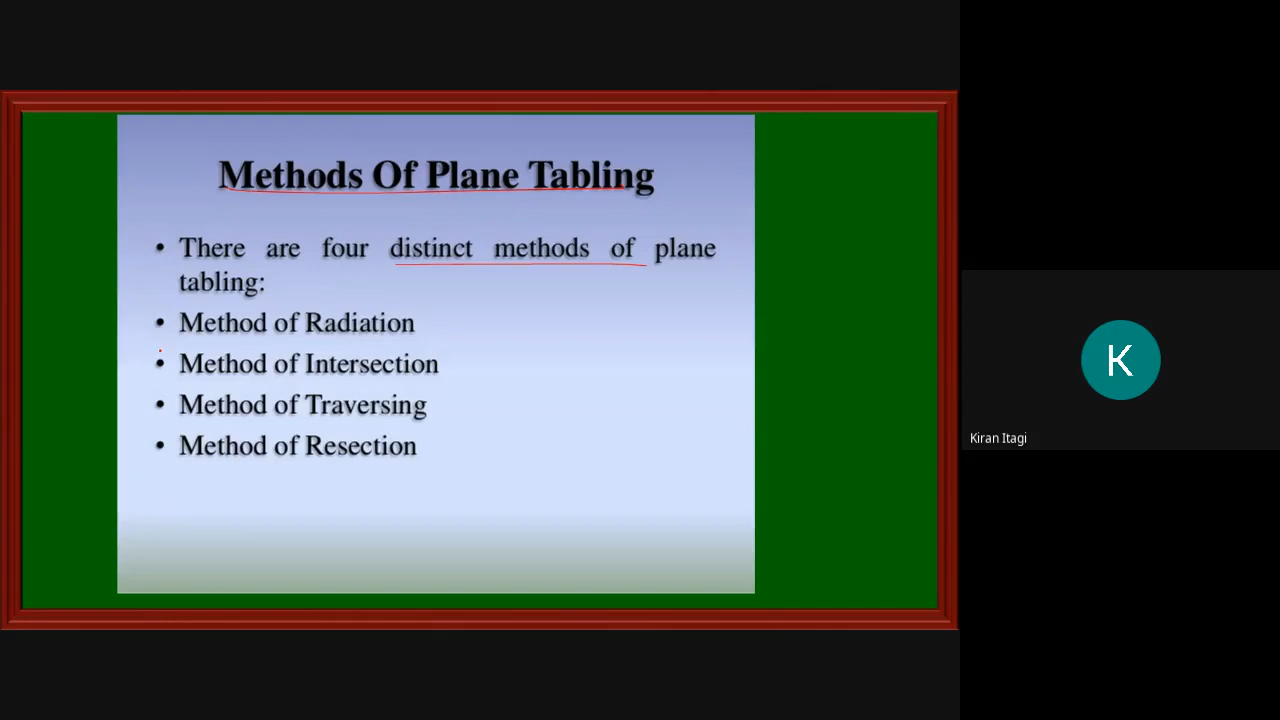 Methods Of Plane Tabling
• There are four distinct methods of plane
tabling:
• Method of Radiation
• Method of Intersection
• Method of Traversing
• Method of Resection
K
Kiran Itagi